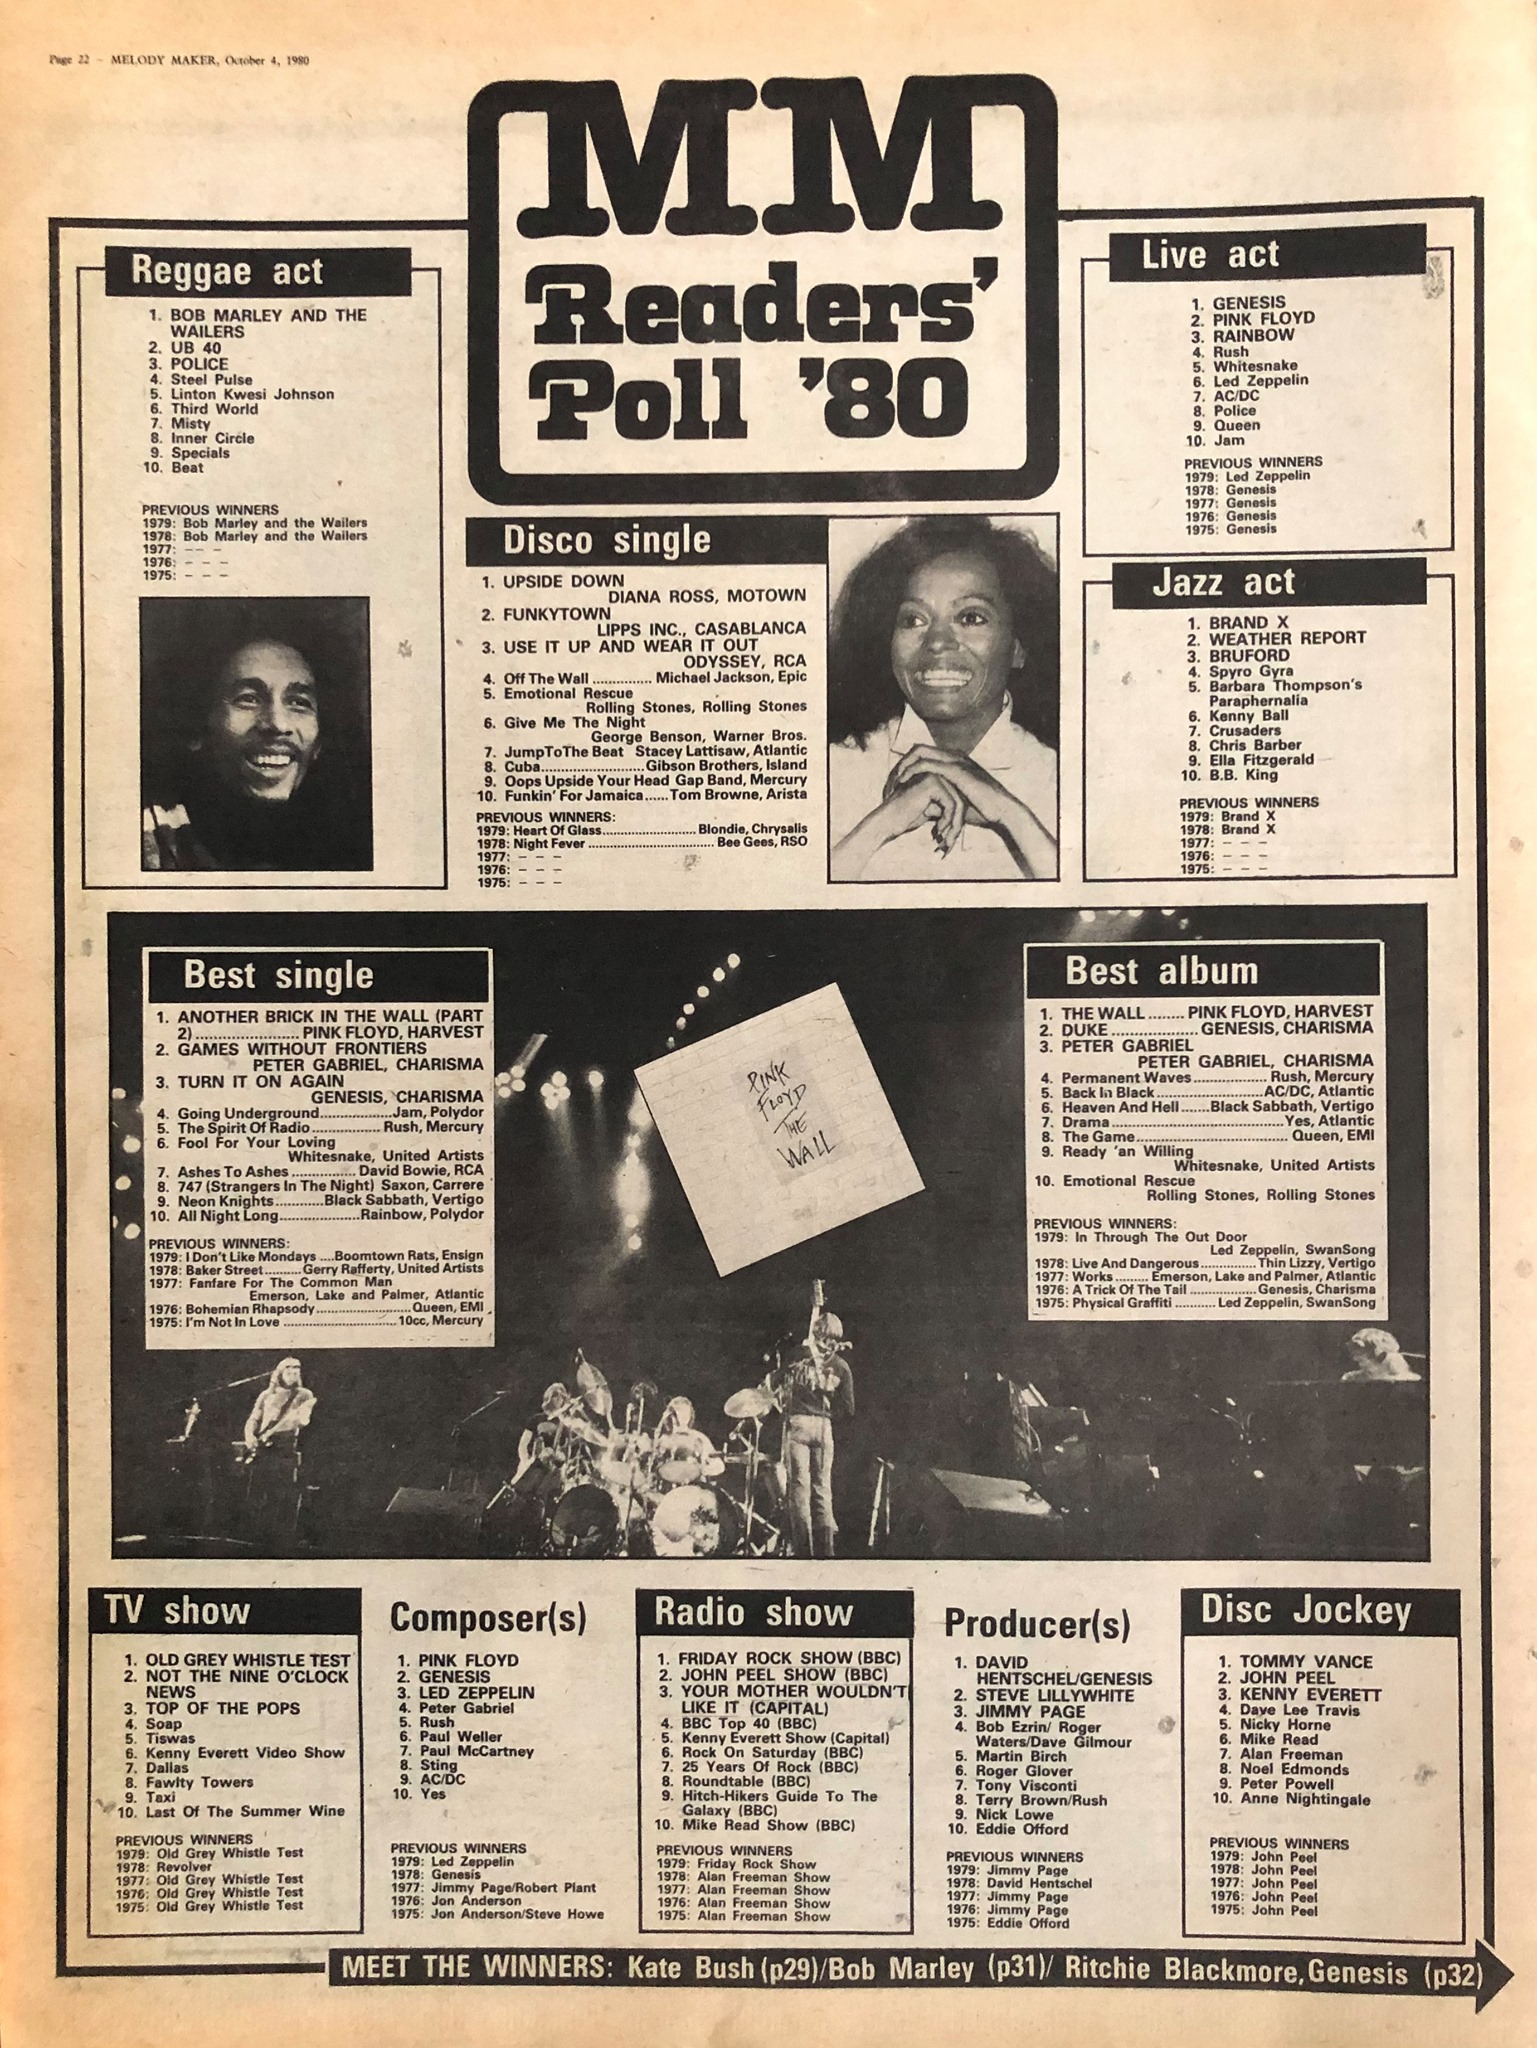 Page 22 - MELODY MAKER, October 4, 1980
MM
Readers'
Poll '80
Reggae act
1. BOB MARLEY AND THE
WAILERS
2. UB 40
3. POLICE
4. Steel Pulse
5. Linton Kwesi Johnson
6. Third World
7. Misty
8. Inner Circle
9. Specials
10. Beat
PREVIOUS WINNERS
1979: Bob Marley and the Wailers
1978: Bob Marley and the Wailers
1977: - - -
1976: - - -
1975: - - -
Disco single
1. UPSIDE DOWN
DIANA ROSS, MOTOWN
2. FUNKYTOWN
LIPPS INC., CASABLANCA
3. USE IT UP AND WEAR IT OUT
ODYSSEY, RCA
4. Off The Wall .............. Michael Jackson, Epic
5. Emotional Rescue
Rolling Stones, Rolling Stones
6. Give Me The Night
George Benson, Warner Bros.
7. JumpToTheBeat Stacey Lattisaw, Atlantic
8. Cuba........................Gibson Brothers, Island
9. Oops Upside Your Head Gap Band, Mercury
10. Funkin' For Jamaica......Tom Browne, Arista
PREVIOUS WINNERS:
1979: Heart Of Glass.......................... Blondie, Chrysalis
1978: Night Fever ................................... Bee Gees, RSO
1977: - - -
1976: - - -
1975: - - -
Live act
1. GENESIS
2. PINK FLOYD
3. RAINBOW
4. Rush
5. Whitesnake
6. Led Zeppelin
7. AC/DC
8. Police
9. Queen
10. Jam
PREVIOUS WINNERS
1979: Led Zeppelin
1978: Genesis
1977: Genesis
1976: Genesis
1975: Genesis
Jazz act
1. BRAND X
2. WEATHER REPORT
3. BRUFORD
4. Spyro Gyra
5. Barbara Thompson's
Paraphernalia
6. Kenny Ball
7. Crusaders
8. Chris Barber
9. Ella Fitzgerald
10. B.B. King
PREVIOUS WINNERS
1979: Brand X
1978: Brand X
1977: - - -
1976: - - -
1975: - - -
Best single
1. ANOTHER BRICK IN THE WALL (PART
2)...................... PINK FLOYD, HARVEST
2. GAMES WITHOUT FRONTIERS
PETER GABRIEL, CHARISMA
3. TURN IT ON AGAIN
GENESIS, CHARISMA
4. Going Underground..................Jam, Polydor
5. The Spirit Of Radio ..................Rush, Mercury
6. Fool For Your Loving
Whitesnake, United Artists
7. Ashes To Ashes ............... David Bowie, RCA
8. 747 (Strangers In The Night) Saxon, Carrere
9. Neon Knights............Black Sabbath, Vertigo
10. All Night Long....................Rainbow, Polydor
PREVIOUS WINNERS:
1979: I Don't Like Mondays ....Boomtown Rats, Ensign
1978: Baker Street..........Gerry Rafferty, United Artists
1977: Fanfare For The Common Man
Emerson, Lake and Palmer, Atlantic
1976: Bohemian Rhapsody ..........................Queen, EMI
1975: I'm Not In Love ............................... 10cc, Mercury
PINK
FLOYD
THE
WALL
Best album
1. THE WALL ........ PINK FLOYD, HARVEST
2. DUKE .................... GENESIS, CHARISMA
3. PETER GABRIEL
PETER GABRIEL, CHARISMA
4. Permanent Waves................. Rush, Mercury
5. Back In Black..........................AC/DC, Atlantic
6. Heaven And Hell......Black Sabbath, Vertigo
7. Drama........................................Yes, Atlantic
8. The Game..................................... Queen, EMI
9. Ready 'an Willing
Whitesnake, United Artists
10. Emotional Rescue
Rolling Stones, Rolling Stones
PREVIOUS WINNERS:
1979: In Through The Out Door
Led Zeppelin, SwanSong
1978: Live And Dangerous...............Thin Lizzy, Vertigo
1977: Works......... Emerson, Lake and Palmer, Atlantic
1976: A Trick Of The Tail....................Genesis, Charisma
1975: Physical Graffiti ........... Led Zeppelin, SwanSong
TV show
1. OLD GREY WHISTLE TEST
2. NOT THE NINE O'CLOCK
NEWS
3. TOP OF THE POPS
4. Soap
5. Tiswas
6. Kenny Everett Video Show
7. Dallas
8. Fawlty Towers
9. Taxi
10. Last Of The Summer Wine
PREVIOUS WINNERS
1979: Old Grey Whistle Test
1978: Revolver
1977: Old Grey Whistle Test
1976: Old Grey Whistle Test
1975: Old Grey Whistle Test
Composer(s)
1. PINK FLOYD
2. GENESIS
3. LED ZEPPELIN
4. Peter Gabriel
5. Rush
6. Paul Weller
7. Paul McCartney
8. Sting
9. AC/DC
10. Yes
PREVIOUS WINNERS
1979: Led Zeppelin
1978: Genesis
1977: Jimmy Page/Robert Plant
1976: Jon Anderson
1975: Jon Anderson/Steve Howe
Radio show
1. FRIDAY ROCK SHOW (BBC)
2. JOHN PEEL SHOW (BBC)
3. YOUR MOTHER WOULDN'T
LIKE IT (CAPITAL)
4. BBC Top 40 (BBC)
5. Kenny Everett Show (Capital)
6. Rock On Saturday (BBC)
7. 25 Years Of Rock (BBC)
8. Roundtable (BBC)
9. Hitch-Hikers Guide To The
Galaxy (BBC)
10. Mike Read Show (BBC)
PREVIOUS WINNERS
1979: Friday Rock Show
1978: Alan Freeman Show
1977: Alan Freeman Show
1976: Alan Freeman Show
1975: Alan Freeman Show
Producer(s)
1. DAVID
HENTSCHEL/GENESIS
2. STEVE LILLYWHITE
3. JIMMY PAGE
4. Bob Ezrin/ Roger
Waters/Dave Gilmour
5. Martin Birch
6. Roger Glover
7. Tony Visconti
8. Terry Brown/Rush
9. Nick Lowe
10. Eddie Offord
PREVIOUS WINNERS
1979: Jimmy Page
1978: David Hentschel
1977: Jimmy Page
1976: Jimmy Page
1975: Eddie Offord
Disc Jockey
1. TOMMY VANCE
2. JOHN PEEL
3. KENNY EVERETT
4. Dave Lee Travis
5. Nicky Horne
6. Mike Read
7. Alan Freeman
8. Noel Edmonds
9. Peter Powell
10. Anne Nightingale
PREVIOUS WINNERS
1979: John Peel
1978: John Peel
1977: John Peel
1976: John Peel
1975: John Peel
MEET THE WINNERS: Kate Bush (p29)/Bob Marley (p31)/ Ritchie Blackmore, Genesis (p32)